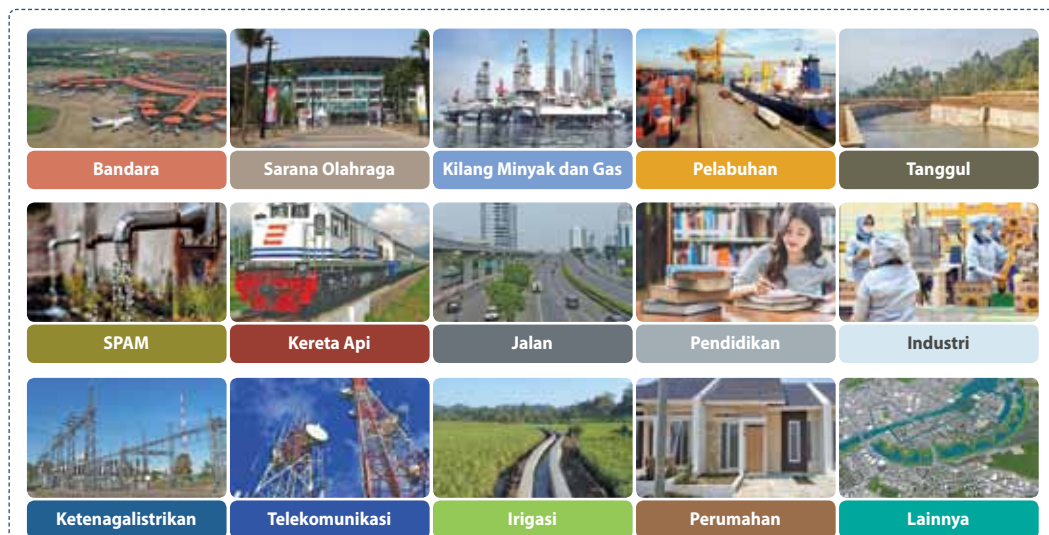 Bandara
Sarana Olahraga
Kilang Minyak dan Gas
Pelabuhan
Tanggul
SPAM
Kereta Api
Jalan
Pendidikan
Industri
Ketenagalistrikan
Telekomunikasi
Irigasi
Perumahan
Lainnya